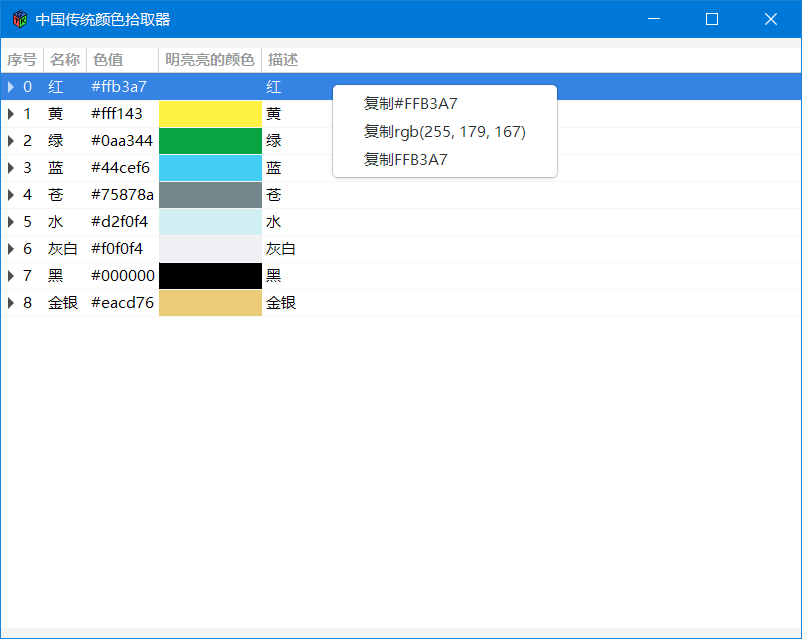 中国传统颜色拾取器
序号 名称 色值 明亮亮的颜色 描述
0 红 #ffb3a7 红
1 黄 #fff143 黄
2 绿 #0aa344 绿
3 蓝 #44cef6 蓝
4 苍 #75878a 苍
5 水 #d2f0f4 水
6 灰白 #f0f0f4 灰白
7 黑 #000000 黑
8 金银 #eacd76 金银
复制#FFB3A7
复制rgb(255, 179, 167)
复制FFB3A7